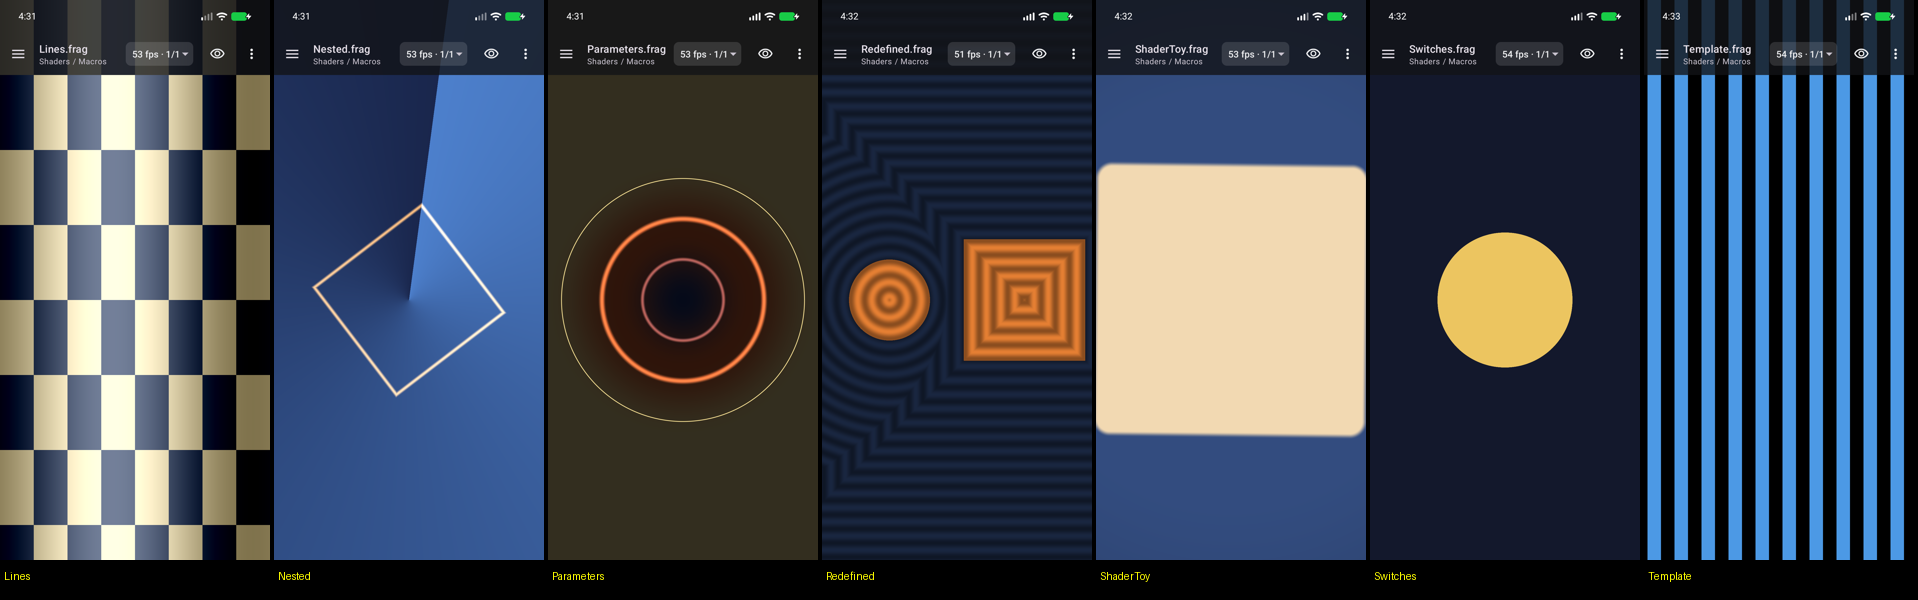 4:31
Lines.frag
Shaders / Macros
53 fps · 1/1
4:31
Nested.frag
Shaders / Macros
53 fps · 1/1
4:31
Parameters.frag
Shaders / Macros
53 fps · 1/1
4:32
Redefined.frag
Shaders / Macros
51 fps · 1/1
4:32
ShaderToy.frag
Shaders / Macros
53 fps · 1/1
4:32
Switches.frag
Shaders / Macros
54 fps · 1/1
4:33
Template.frag
Shaders / Macros
54 fps · 1/1
Lines
Nested
Parameters
Redefined
ShaderToy
Switches
Template